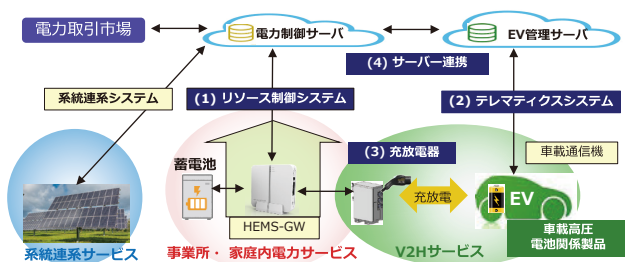 電力取引市場
電力制御サーバ
EV管理サーバ
(4) サーバー連携
系統連系システム
(1) リソース制御システム
(2) テレマティクスシステム
(3) 充放電器
車載通信機
蓄電池
充放電
EV
HEMS-GW
車載高圧
電池関係製品
系統連系サービス
事業所・ 家庭内電力サービス
V2Hサービス